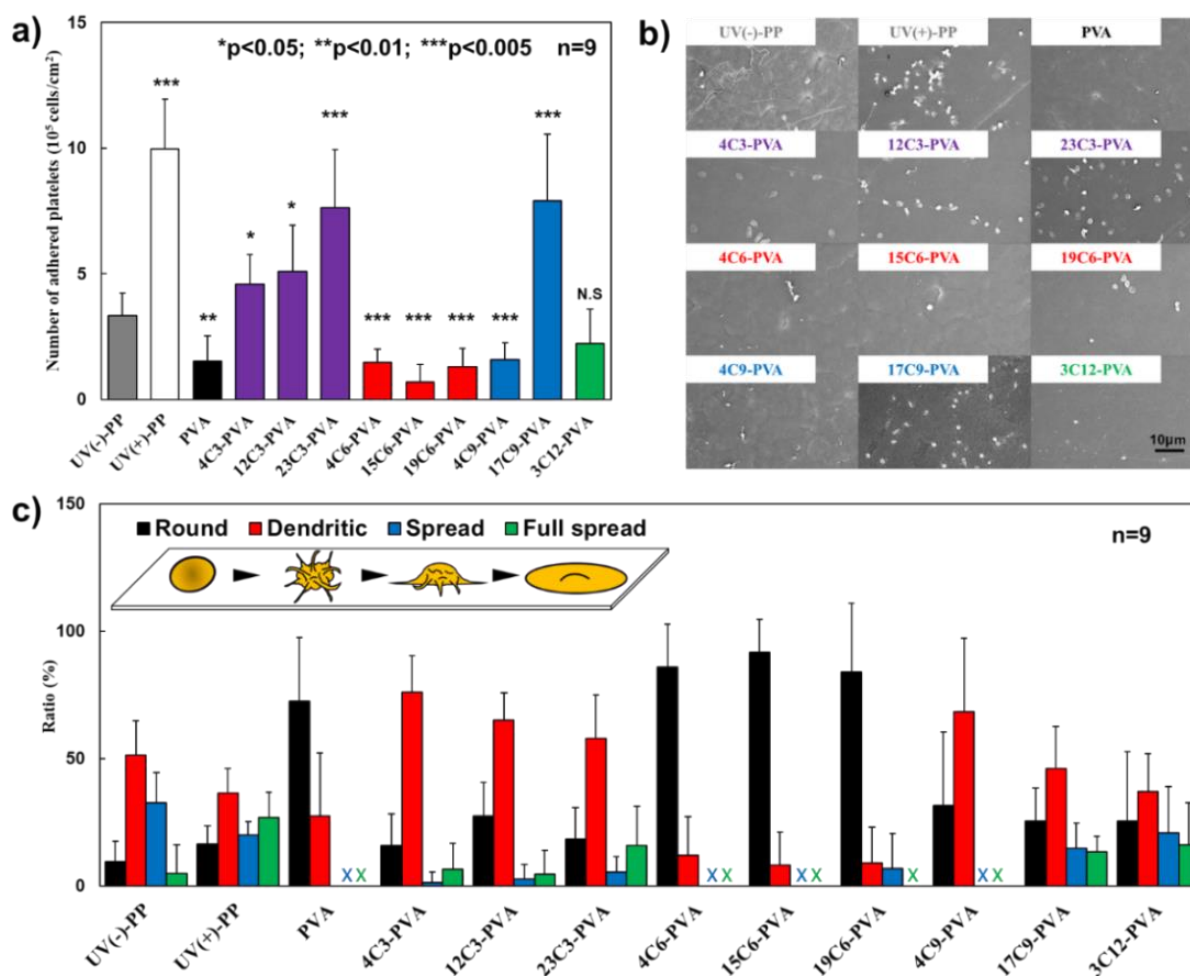 a)
*p<0.05; **p<0.01; ***p<0.005 n=9
Number of adhered platelets (10⁵ cells/cm²)
15
10
5
0
***
**
*
*
***
***
***
***
***
***
N.S
UV(-)-PP
UV(+)-PP
PVA
4C3-PVA
12C3-PVA
23C3-PVA
4C6-PVA
15C6-PVA
19C6-PVA
4C9-PVA
17C9-PVA
3C12-PVA
b)
UV(-)-PP UV(+)-PP PVA
4C3-PVA 12C3-PVA 23C3-PVA
4C6-PVA 15C6-PVA 19C6-PVA
4C9-PVA 17C9-PVA 3C12-PVA
10μm
c)
Round Dendritic Spread Full spread
n=9
Ratio (%)
150
100
50
0
X X
X X
X X
X
X X
UV(-)-PP
UV(+)-PP
PVA
4C3-PVA
12C3-PVA
23C3-PVA
4C6-PVA
15C6-PVA
19C6-PVA
4C9-PVA
17C9-PVA
3C12-PVA